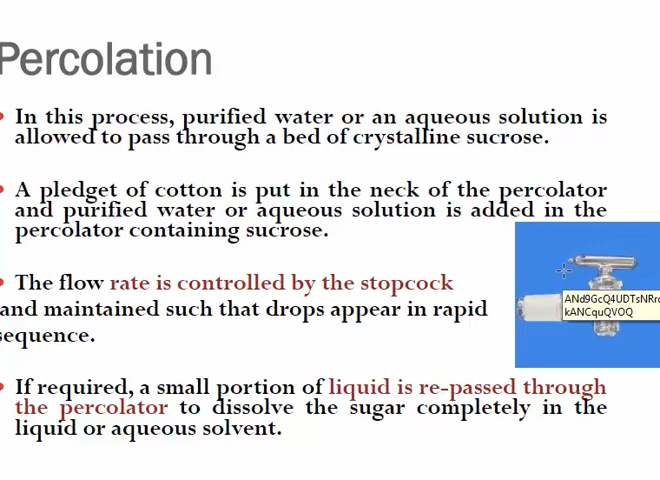 Percolation
In this process, purified water or an aqueous solution is
allowed to pass through a bed of crystalline sucrose.
A pledget of cotton is put in the neck of the percolator
and purified water or aqueous solution is added in the
percolator containing sucrose.
The flow rate is controlled by the stopcock
and maintained such that drops appear in rapid
sequence.
ANd9GcQ4UDTsNRr
kANCquQVOQ
If required, a small portion of liquid is re-passed through
the percolator to dissolve the sugar completely in the
liquid or aqueous solvent.